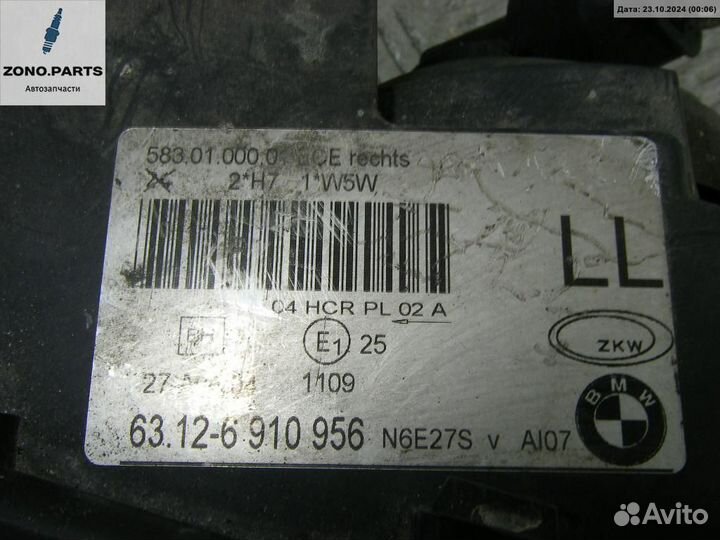 Дата: 23.10.2024 (00:06)
ZONO.PARTS
Автозапчасти
583.01.000.0 ECE rechts
2*H7 1*W5W
LL
04 HCR PL 02 A
E1 25
ZKW
27 1109
BMW
63.12-6 910 956 N6E27S v AI07
Avito